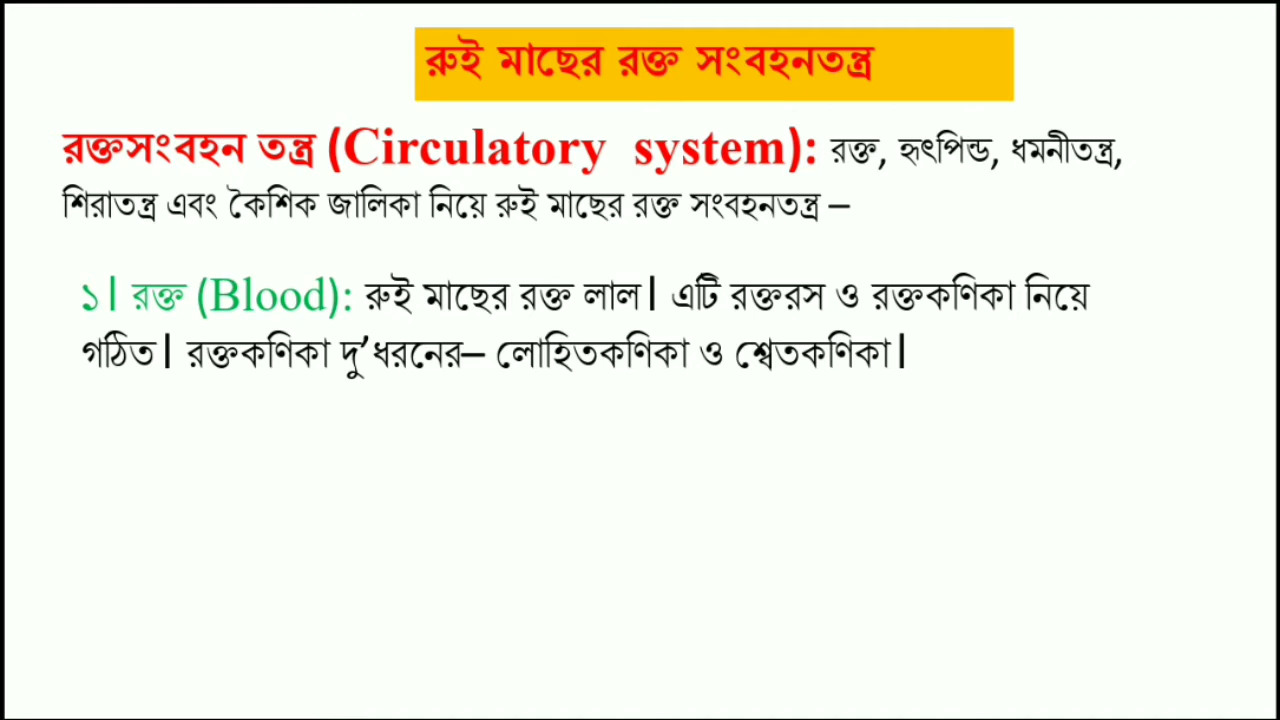 রুই মাছের রক্ত সংবহনতন্ত্র
রক্তসংবহন তন্ত্র (Circulatory system): রক্ত, হৃৎপিন্ড, ধমনীতন্ত্র,
শিরাতন্ত্র এবং কৈশিক জালিকা নিয়ে রুই মাছের রক্ত সংবহনতন্ত্র –
১। রক্ত (Blood): রুই মাছের রক্ত লাল। এটি রক্তরস ও রক্তকণিকা নিয়ে
গঠিত। রক্তকণিকা দু’ধরনের– লোহিতকণিকা ও শ্বেতকণিকা।